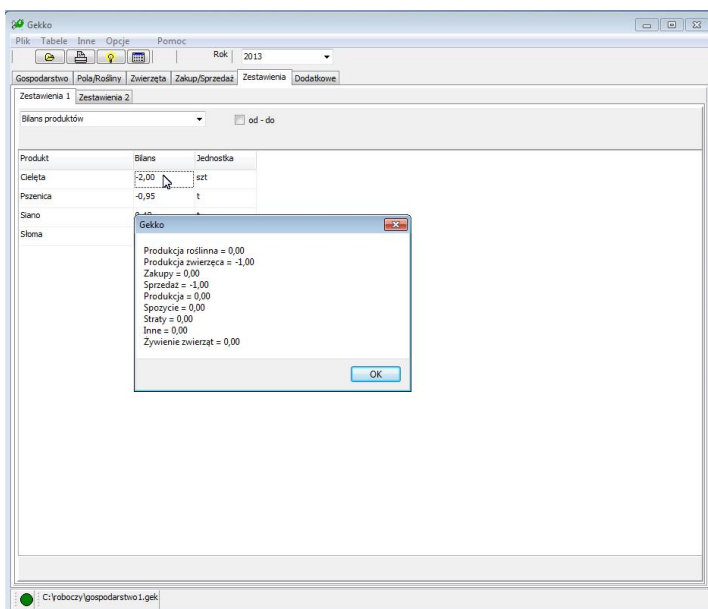 Gekko
Plik Tabele Inne Opcje Pomoc
Rok 2013
Gospodarstwo Pola/Rośliny Zwierzęta Zakup/Sprzedaż Zestawienia Dodatkowe
Zestawienia 1 Zestawienia 2
Bilans produktów od - do
Produkt Bilans Jednostka
Cielęta -2,00 szt
Pszenica -0,95 t
Siano
Słoma
Gekko
Produkcja roślinna = 0,00
Produkcja zwierzęca = -1,00
Zakupy = 0,00
Sprzedaż = -1,00
Produkcja = 0,00
Spozycie = 0,00
Straty = 0,00
Inne = 0,00
Żywienie zwierząt = 0,00
OK
C:\roboczy\gospodarstwo1.gek